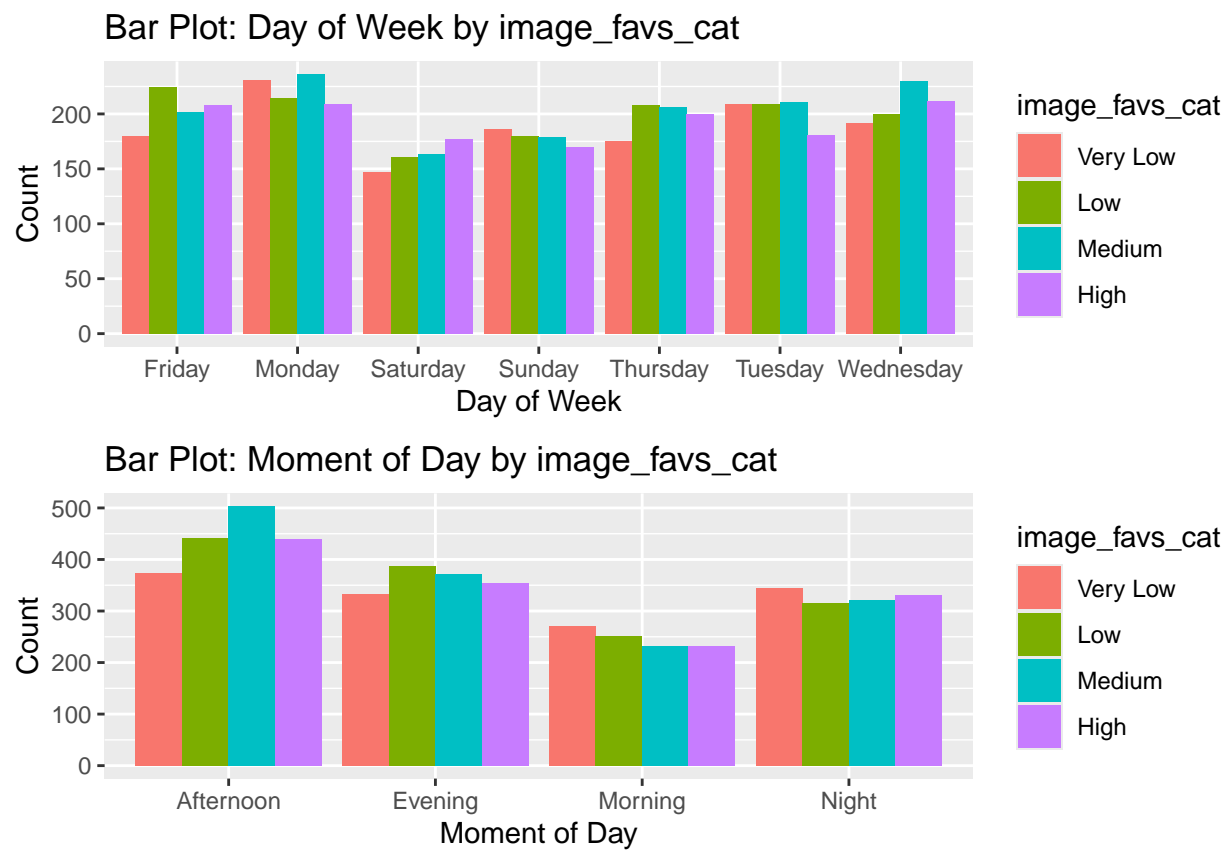 Bar Plot: Day of Week by image_favs_cat
200
150
100
50
0
Count
Friday Monday Saturday Sunday Thursday Tuesday Wednesday
Day of Week
image_favs_cat
Very Low
Low
Medium
High
Bar Plot: Moment of Day by image_favs_cat
500
400
300
200
100
0
Count
Afternoon Evening Morning Night
Moment of Day
image_favs_cat
Very Low
Low
Medium
High